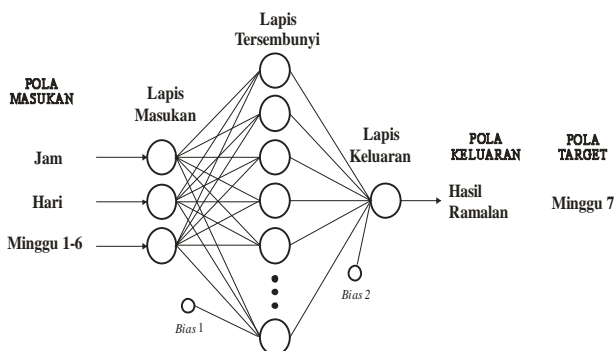 Lapis
Tersembunyi
POLA
MASUKAN
Lapis
Masukan
Lapis
Keluaran
POLA
KELUARAN
POLA
TARGET
Jam
Hari
Minggu 1-6
Hasil
Ramalan
Minggu 7
Bias 1
Bias 2